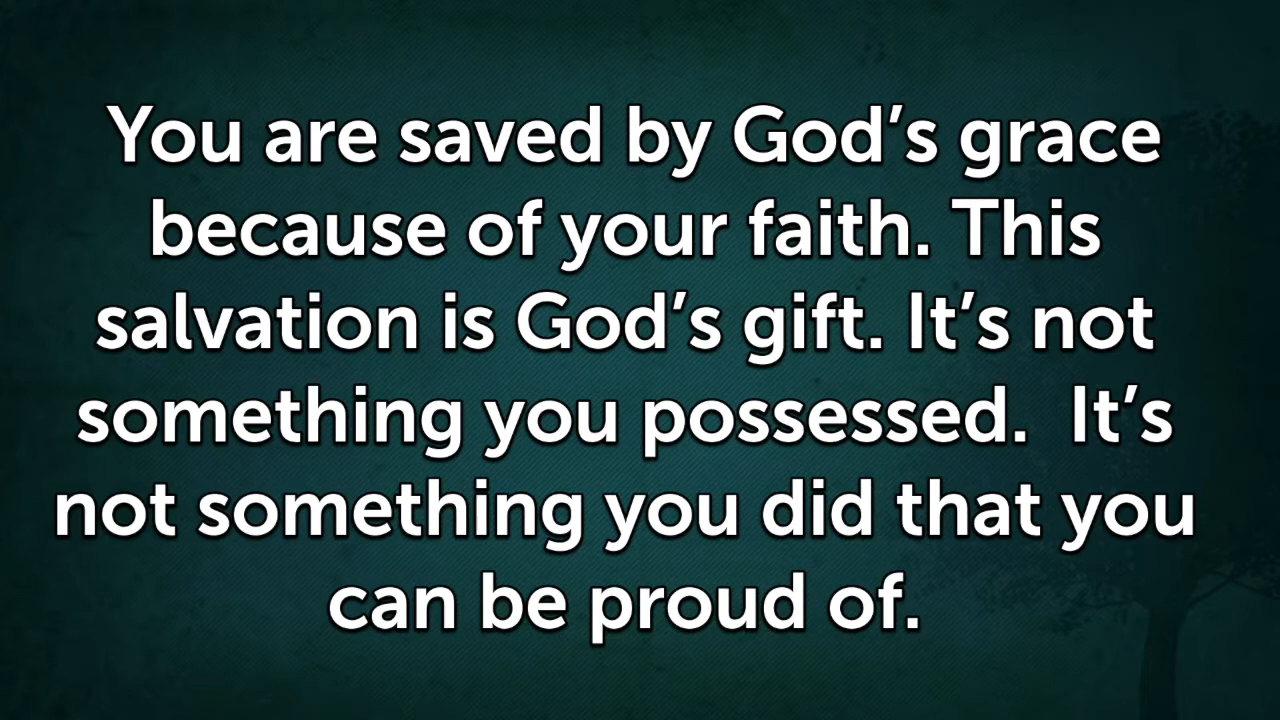 You are saved by God’s grace
because of your faith. This
salvation is God’s gift. It’s not
something you possessed.  It’s
not something you did that you
can be proud of.